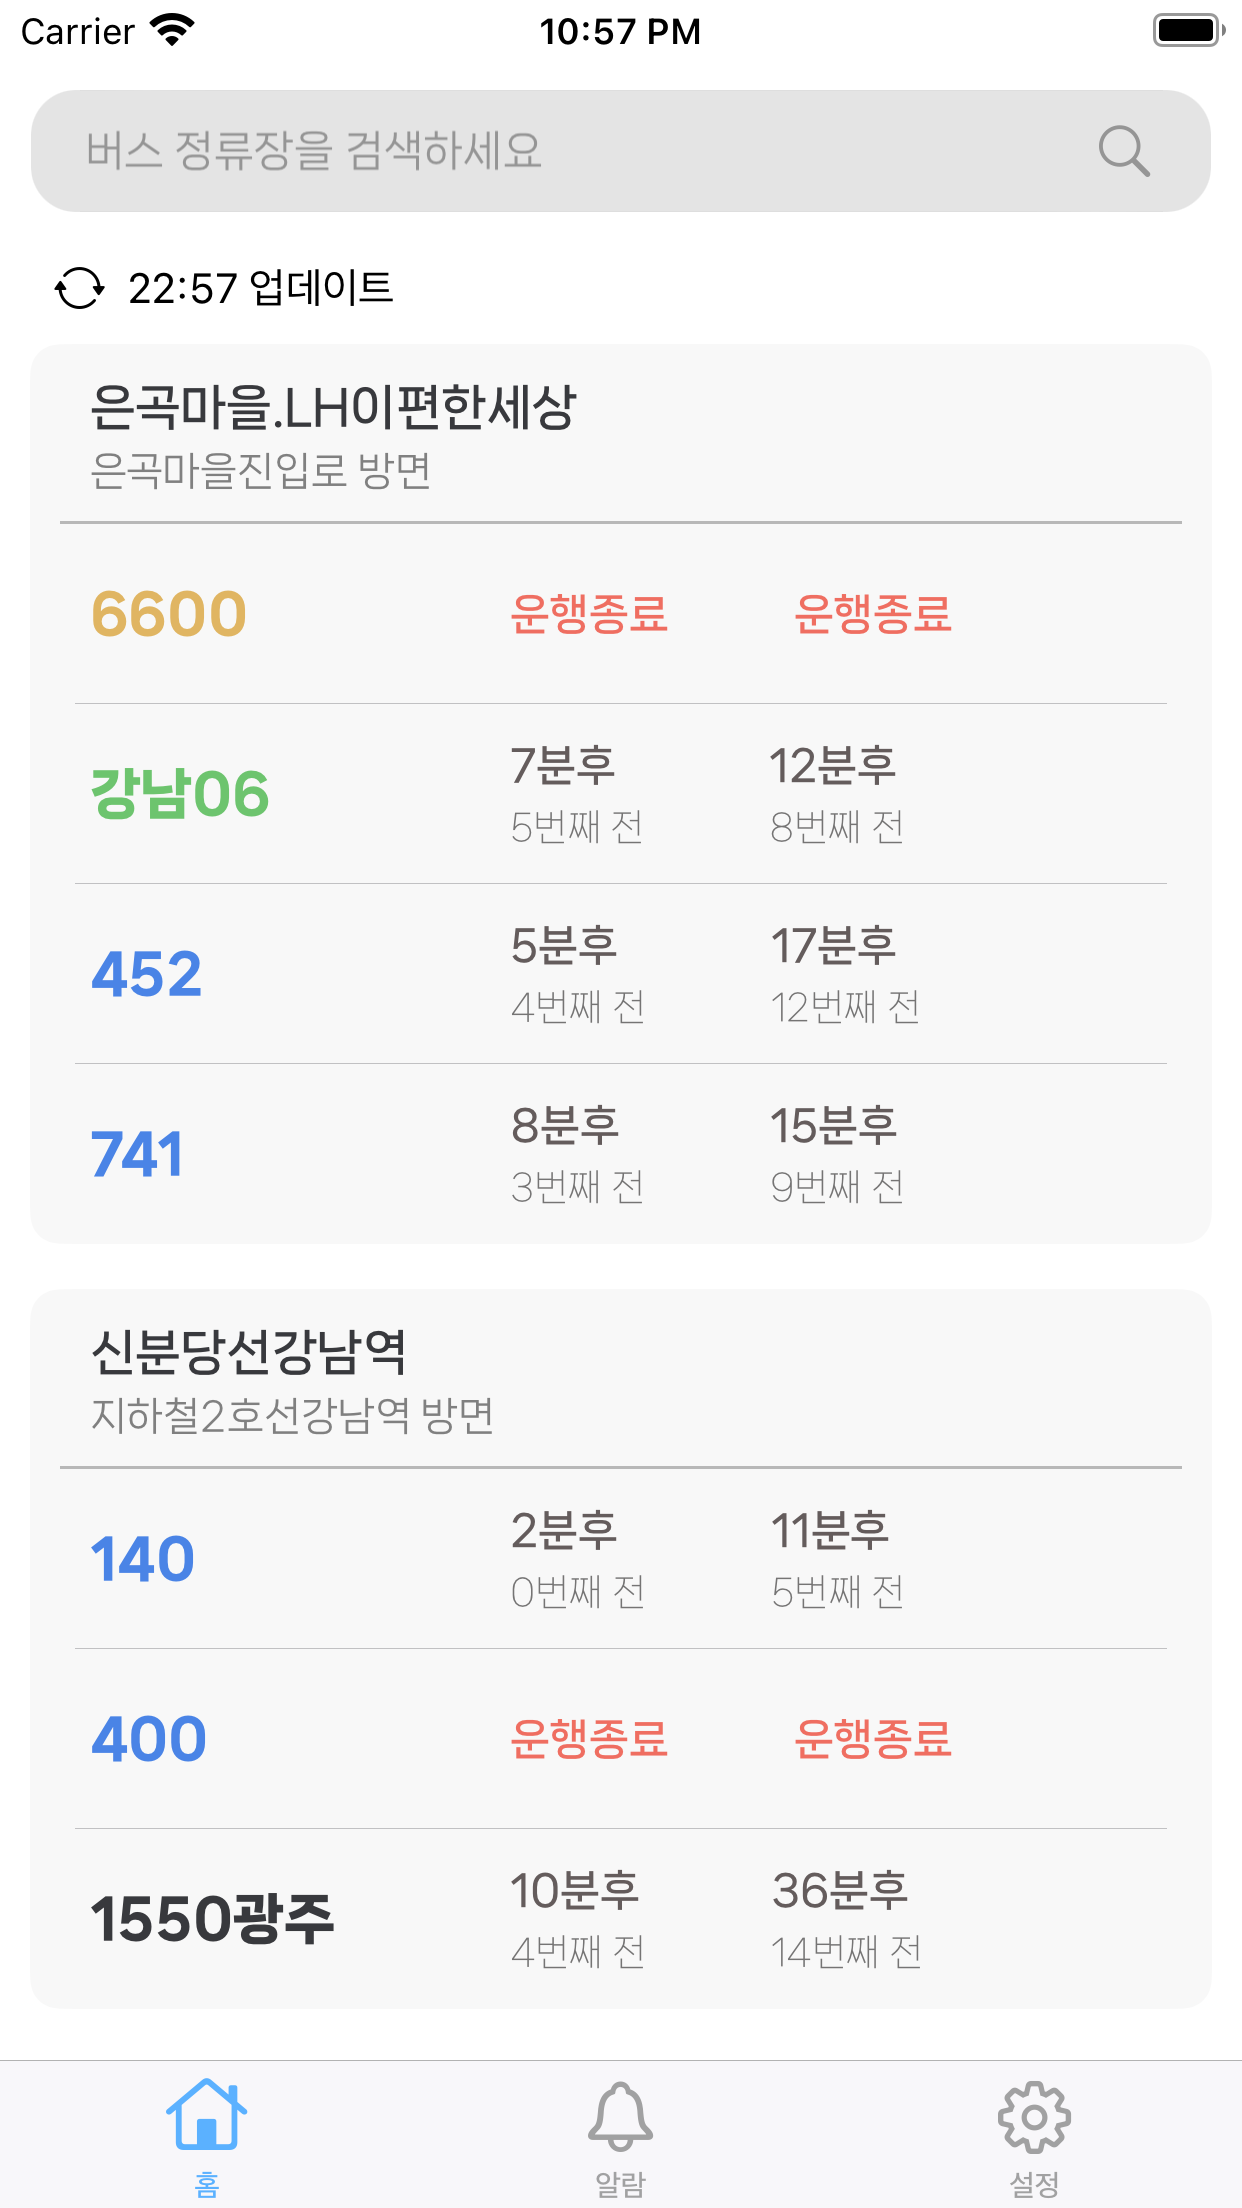 Carrier 10:57 PM
버스 정류장을 검색하세요
22:57 업데이트
은곡마을.LH이편한세상
은곡마을진입로 방면
6600 운행종료 운행종료
강남06 7분후 12분후
5번째 전 8번째 전
452 5분후 17분후
4번째 전 12번째 전
741 8분후 15분후
3번째 전 9번째 전
신분당선강남역
지하철2호선강남역 방면
140 2분후 11분후
0번째 전 5번째 전
400 운행종료 운행종료
1550광주 10분후 36분후
4번째 전 14번째 전
홈 알람 설정